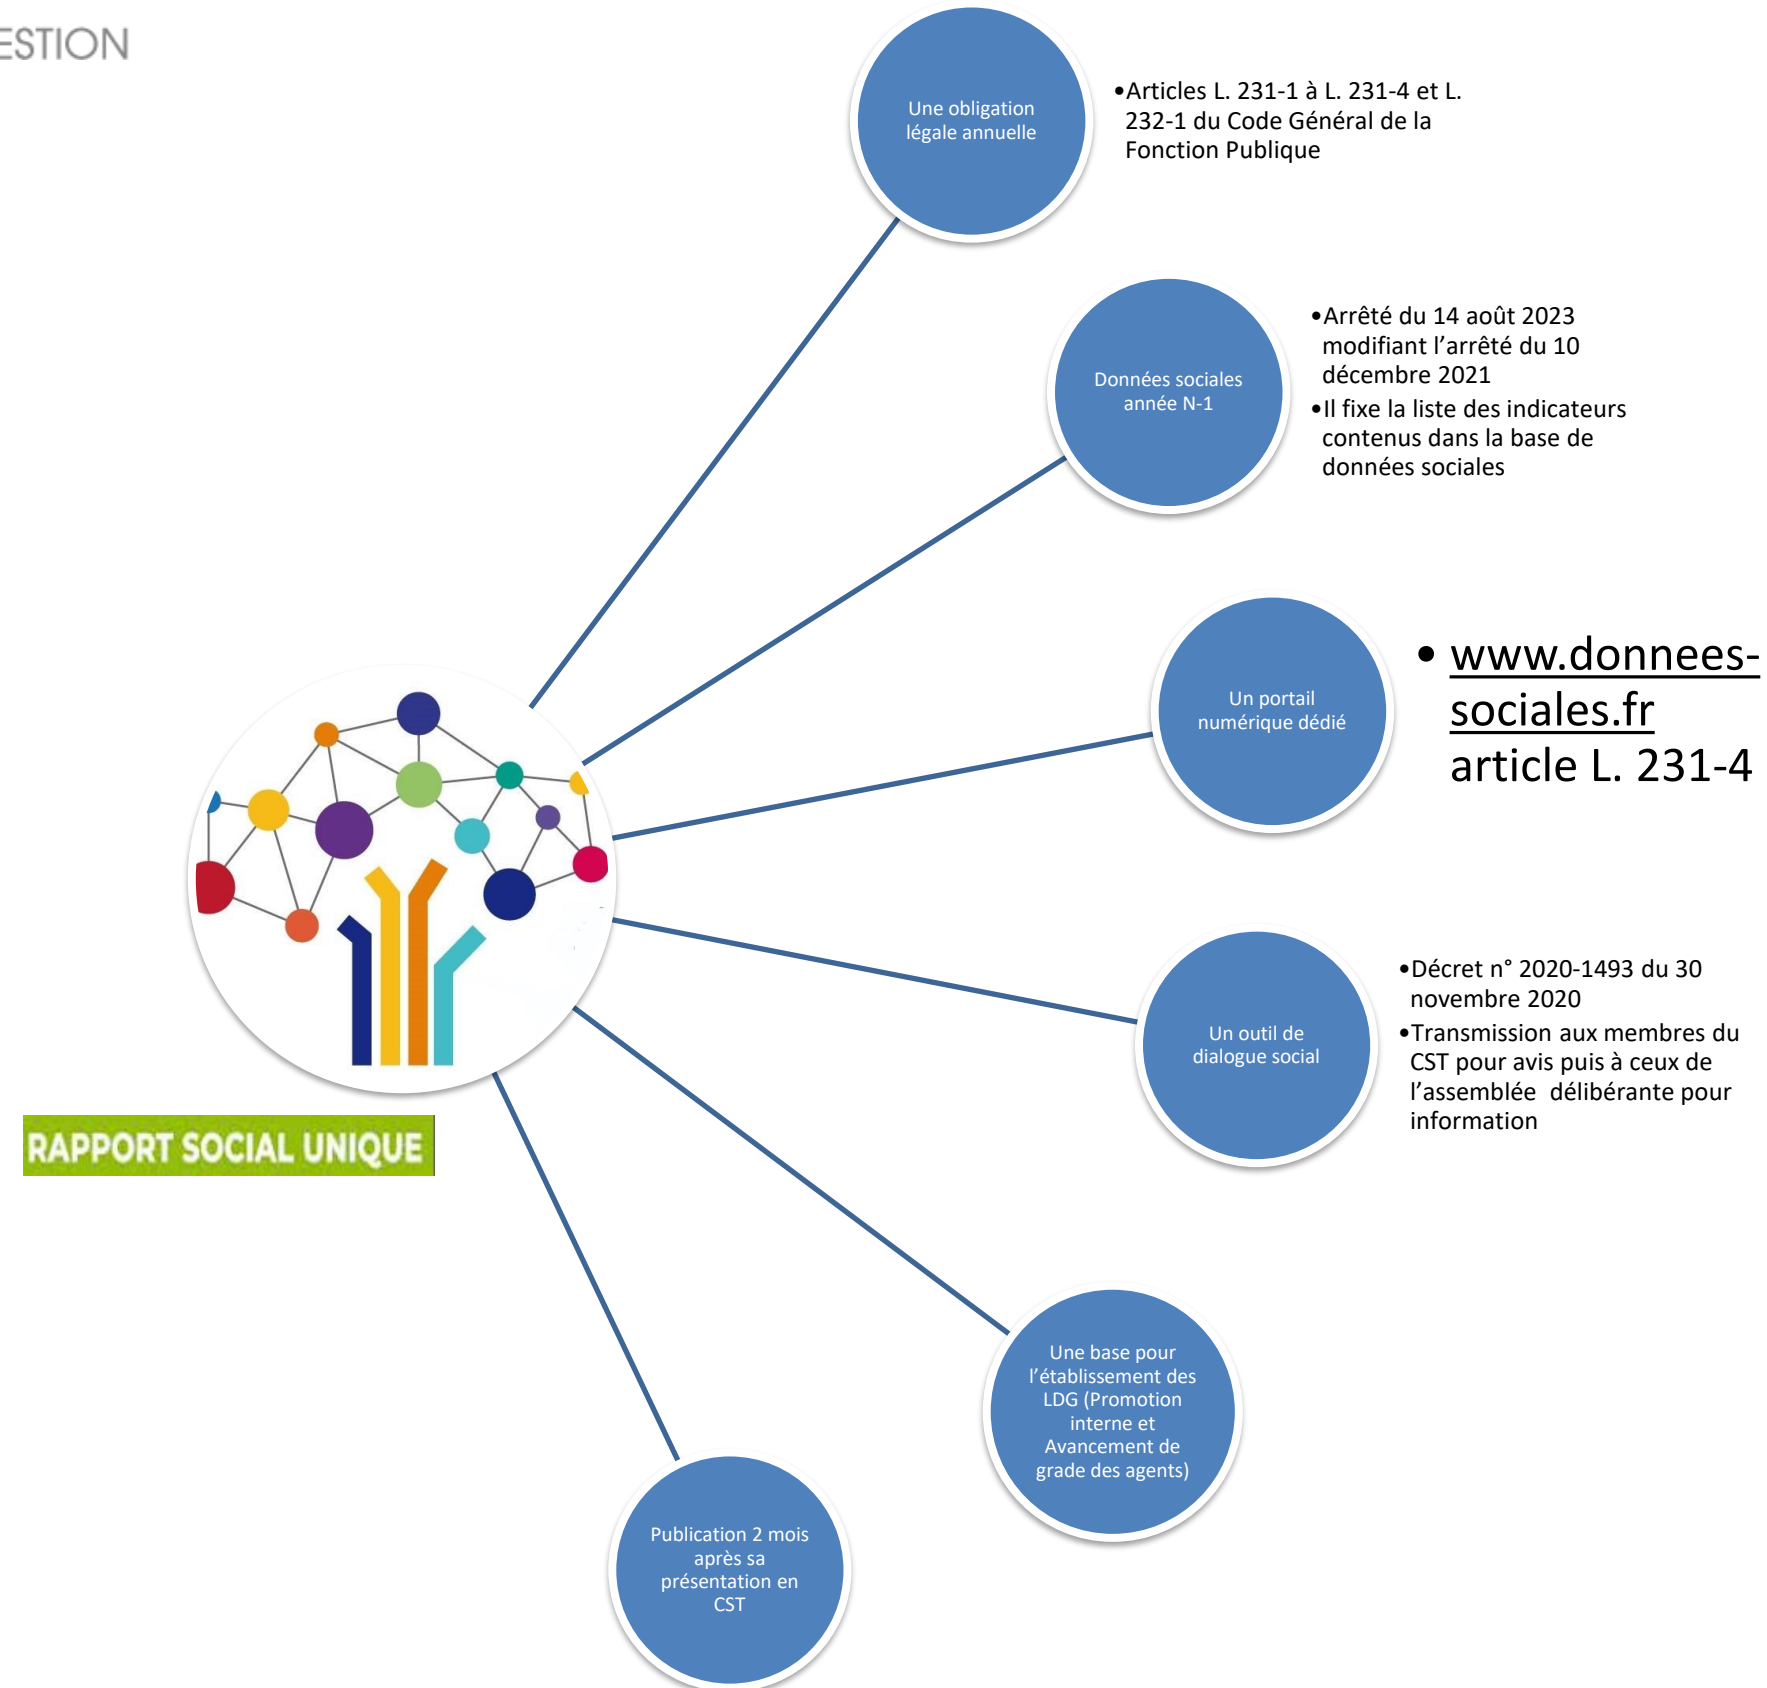 ESTION
Une obligation
légale annuelle
•Articles L. 231-1 à L. 231-4 et L.
232-1 du Code Général de la
Fonction Publique
Données sociales
année N-1
•Arrêté du 14 août 2023
modifiant l’arrêté du 10
décembre 2021
•Il fixe la liste des indicateurs
contenus dans la base de
données sociales
Un portail
numérique dédié
• www.donnees-
sociales.fr
article L. 231-4
Un outil de
dialogue social
•Décret n° 2020-1493 du 30
novembre 2020
•Transmission aux membres du
CST pour avis puis à ceux de
l’assemblée délibérante pour
information
RAPPORT SOCIAL UNIQUE
Une base pour
l’établissement des
LDG (Promotion
interne et
Avancement de
grade des agents)
Publication 2 mois
après sa
présentation en
CST